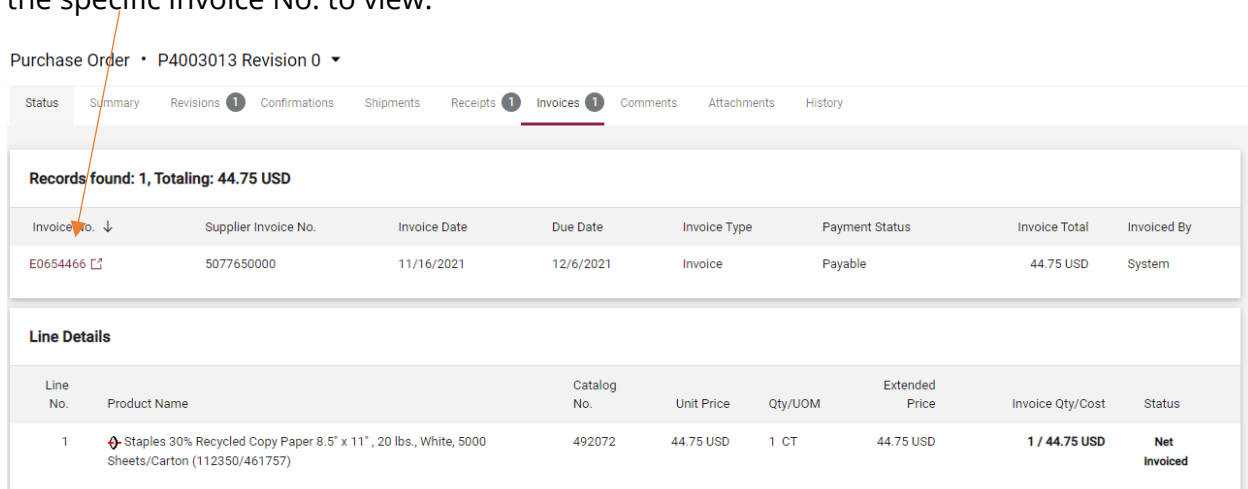 the specific Invoice No. to view.
Purchase Order • P4003013 Revision 0
Status Summary Revisions 1 Confirmations Shipments Receipts 1 Invoices 1 Comments Attachments History
Records found: 1, Totaling: 44.75 USD
Invoice No. ↓ Supplier Invoice No. Invoice Date Due Date Invoice Type Payment Status Invoice Total Invoiced By
E0654466 5077650000 11/16/2021 12/6/2021 Invoice Payable 44.75 USD System
Line Details
Line No. Product Name Catalog No. Unit Price Qty/UOM Extended Price Invoice Qty/Cost Status
1 Staples 30% Recycled Copy Paper 8.5" x 11" , 20 lbs., White, 5000 492072 44.75 USD 1 CT 44.75 USD 1 / 44.75 USD Net
Sheets/Carton (112350/461757) Invoiced